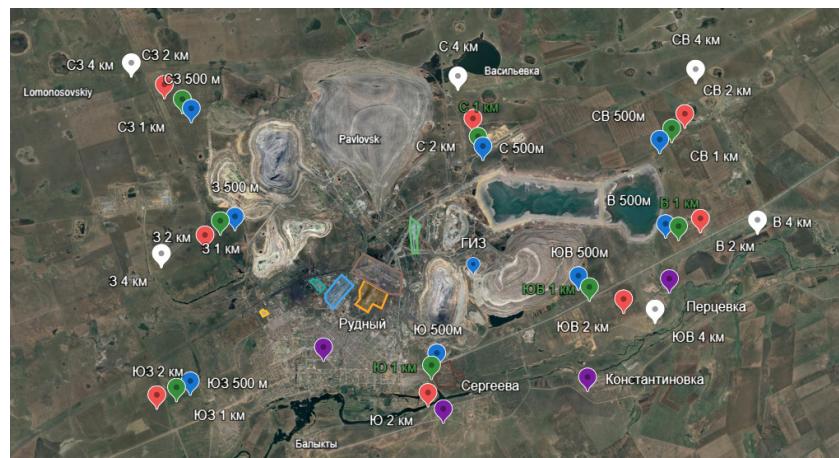 СЗ 2 км
СЗ 4 км
СЗ 500 м
Lomonosovskiy
СЗ 1 км
С 4 км
Васильевка
СВ 4 км
СВ 2 км
С 1 км
СВ 500м
Pavlovsk
С 2 км
С 500м
СВ 1 км
З 500 м
В 500м
В 1 км
З 2 км
З 1 км
В 4 км
В 2 км
ГИЗ
ЮВ 500м
З 4 км
ЮВ 1 км
Перцевка
Рудный
Ю 500м
ЮВ 2 км
ЮВ 4 км
ЮЗ 2 км
Ю 1 км
ЮЗ 500 м
Сергеева
Константиновка
ЮЗ 1 км
Ю 2 км
Балыкты